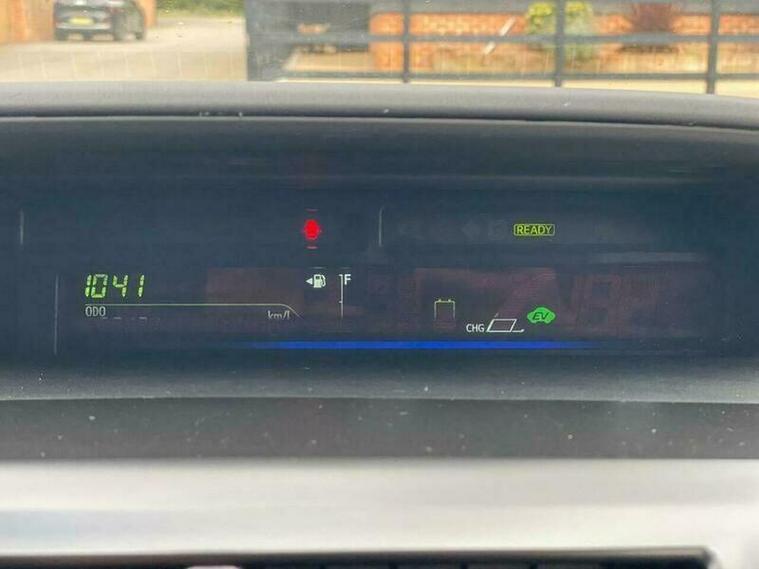 READY
1041
F
ODO
km/l
CHG
EV